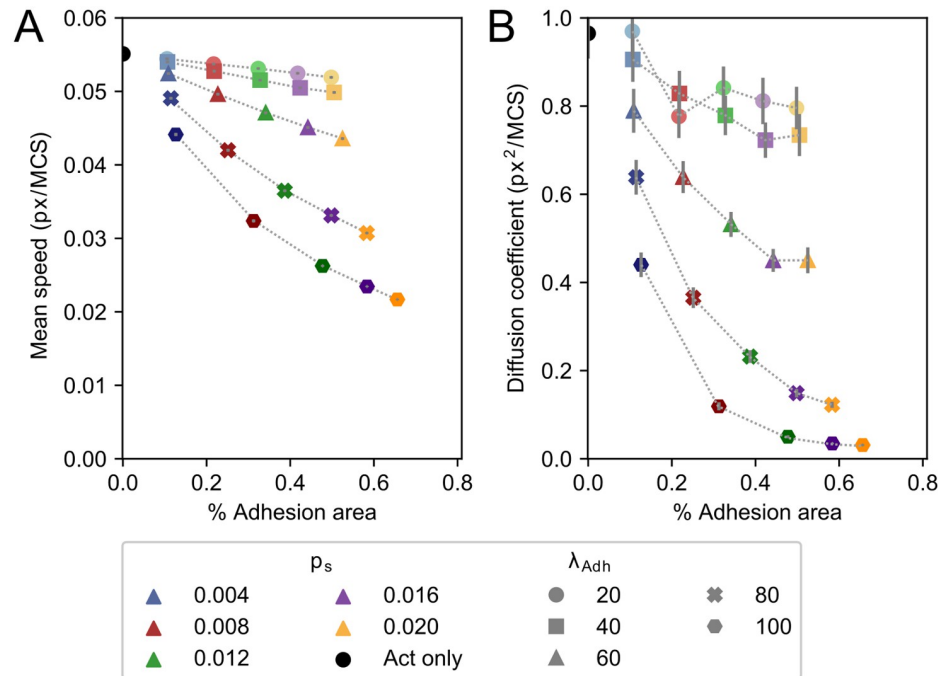 A
0.06
0.05
0.04
0.03
0.02
0.01
0.00
Mean speed (px/MCS)
0.0 0.2 0.4 0.6 0.8
% Adhesion area
B
1.0
0.8
0.6
0.4
0.2
0.0
Diffusion coefficient (px²/MCS)
0.0 0.2 0.4 0.6 0.8
% Adhesion area
pₛ λAdh
0.004 0.016 20 80
0.008 0.020 40 100
0.012 Act only 60